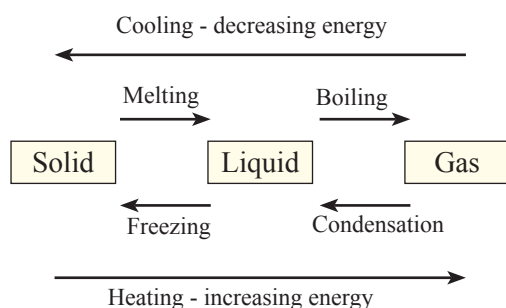 Cooling - decreasing energy
Melting
Boiling
Solid
Liquid
Gas
Freezing
Condensation
Heating - increasing energy